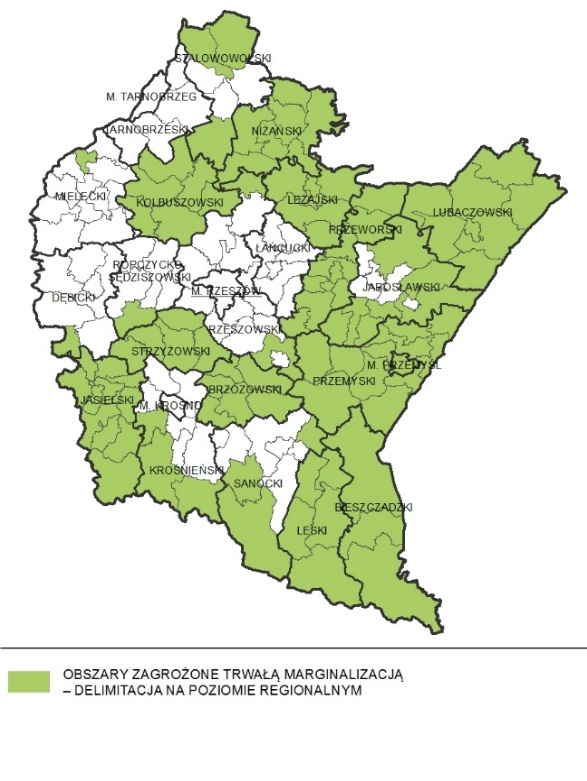 STALOWOWOLSKI
M. TARNOBRZEG
TARNOBRZESKI
NIŻAŃSKI
MIELECKI
KOLBUSZOWSKI
LEŻAJSKI
LUBACZOWSKI
PRZEWORSKI
ŁAŃCUCKI
ROPCZYCKO-
SĘDZISZOWSKI
JAROSŁAWSKI
M. RZESZÓW
DĘBICKI
RZESZOWSKI
STRZYŻOWSKI
M. PRZEMYŚL
PRZEMYSKI
BRZOZOWSKI
JASIELSKI
M. KROSNO
KROŚNIEŃSKI
SANOCKI
BIESZCZADZKI
LESKI
OBSZARY ZAGROŻONE TRWAŁĄ MARGINALIZACJĄ
– DELIMITACJA NA POZIOMIE REGIONALNYM